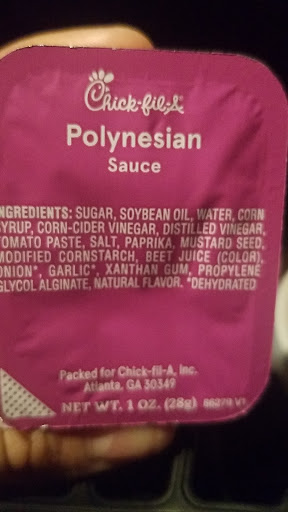 Chick-fil-A
Polynesian
Sauce
INGREDIENTS: SUGAR, SOYBEAN OIL, WATER, CORN
SYRUP, CORN-CIDER VINEGAR, DISTILLED VINEGAR,
TOMATO PASTE, SALT, PAPRIKA, MUSTARD SEED,
MODIFIED CORNSTARCH, BEET JUICE (COLOR),
ONION*, GARLIC*, XANTHAN GUM, PROPYLENE
GLYCOL ALGINATE, NATURAL FLAVOR. *DEHYDRATED
Packed for Chick-fil-A, Inc.
Atlanta, GA 30349
NET WT. 1 OZ. (28g) 86279 V1